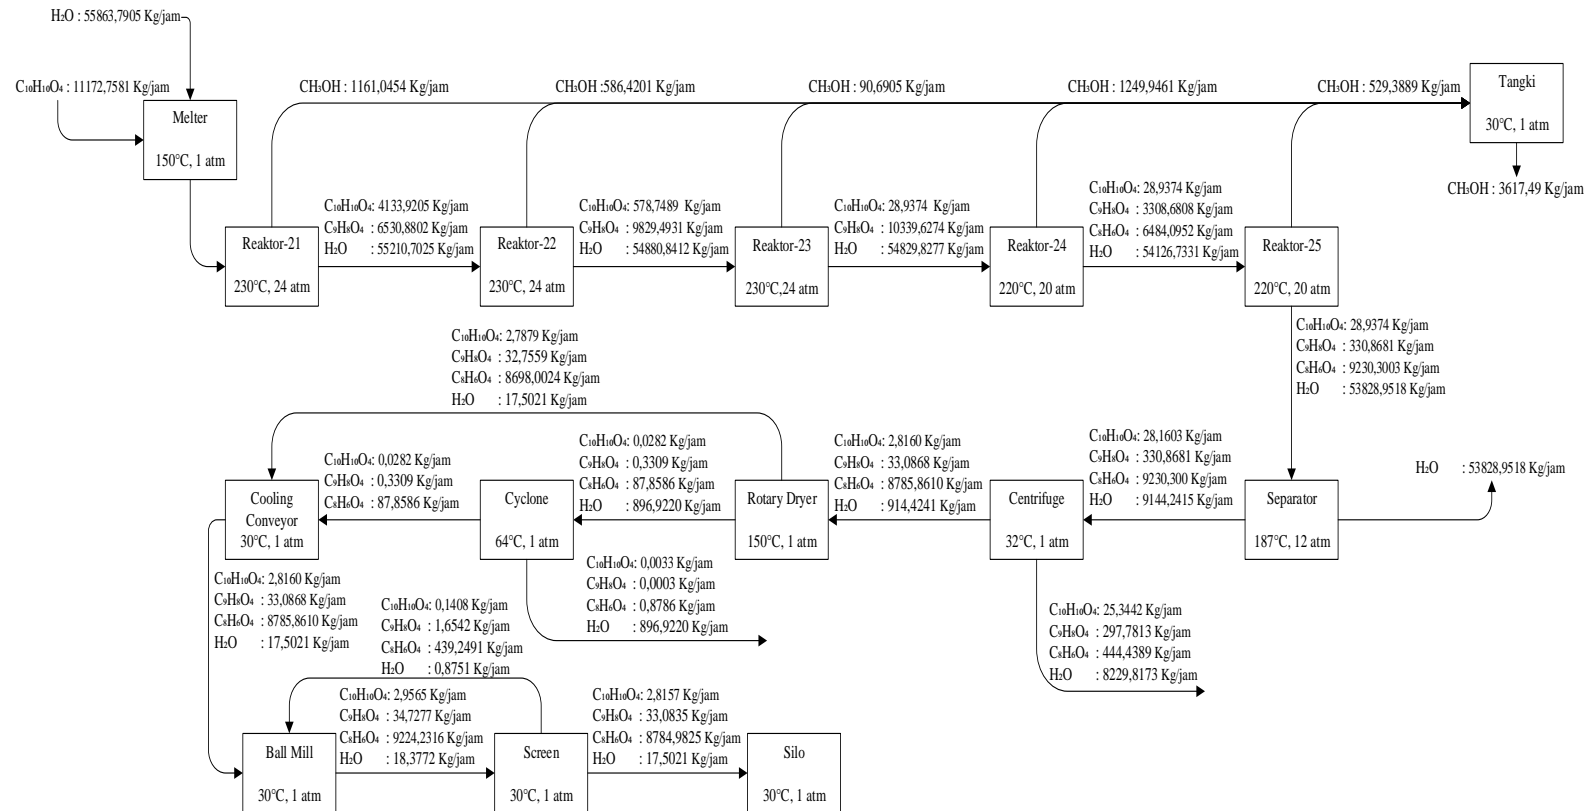 H₂O : 55863,7905 Kg/jam
C₁₀H₁₀O₄ : 11172,7581 Kg/jam
Melter
150°C, 1 atm
CH₃OH : 1161,0454 Kg/jam
CH₃OH :586,4201 Kg/jam
CH₃OH : 90,6905 Kg/jam
CH₃OH : 1249,9461 Kg/jam
CH₃OH : 529,3889 Kg/jam
Tangki
30°C, 1 atm
CH₃OH : 3617,49 Kg/jam
Reaktor-21
230°C, 24 atm
C₁₀H₁₀O₄: 4133,9205 Kg/jam
C₉H₈O₄ : 6530,8802 Kg/jam
H₂O : 55210,7025 Kg/jam
Reaktor-22
230°C, 24 atm
C₁₀H₁₀O₄: 578,7489 Kg/jam
C₉H₈O₄ : 9829,4931 Kg/jam
H₂O : 54880,8412 Kg/jam
Reaktor-23
230°C,24 atm
C₁₀H₁₀O₄: 28,9374 Kg/jam
C₉H₈O₄ : 10339,6274 Kg/jam
H₂O : 54829,8277 Kg/jam
Reaktor-24
220°C, 20 atm
C₁₀H₁₀O₄: 28,9374 Kg/jam
C₉H₈O₄ : 3308,6808 Kg/jam
C₈H₆O₄ : 6484,0952 Kg/jam
H₂O : 54126,7331 Kg/jam
Reaktor-25
220°C, 20 atm
C₁₀H₁₀O₄: 28,9374 Kg/jam
C₉H₈O₄ : 330,8681 Kg/jam
C₈H₆O₄ : 9230,3003 Kg/jam
H₂O : 53828,9518 Kg/jam
C₁₀H₁₀O₄: 2,7879 Kg/jam
C₉H₈O₄ : 32,7559 Kg/jam
C₈H₆O₄ : 8698,0024 Kg/jam
H₂O : 17,5021 Kg/jam
Cooling
Conveyor
30°C, 1 atm
C₁₀H₁₀O₄: 0,0282 Kg/jam
C₉H₈O₄ : 0,3309 Kg/jam
C₈H₆O₄ : 87,8586 Kg/jam
Cyclone
64°C, 1 atm
C₁₀H₁₀O₄: 0,0282 Kg/jam
C₉H₈O₄ : 0,3309 Kg/jam
C₈H₆O₄ : 87,8586 Kg/jam
H₂O : 896,9220 Kg/jam
Rotary Dryer
150°C, 1 atm
C₁₀H₁₀O₄: 2,8160 Kg/jam
C₉H₈O₄ : 33,0868 Kg/jam
C₈H₆O₄ : 8785,8610 Kg/jam
H₂O : 914,4241 Kg/jam
Centrifuge
32°C, 1 atm
C₁₀H₁₀O₄: 28,1603 Kg/jam
C₉H₈O₄ : 330,8681 Kg/jam
C₈H₆O₄ : 9230,300 Kg/jam
H₂O : 9144,2415 Kg/jam
Separator
187°C, 12 atm
H₂O : 53828,9518 Kg/jam
C₁₀H₁₀O₄: 2,8160 Kg/jam
C₉H₈O₄ : 33,0868 Kg/jam
C₈H₆O₄ : 8785,8610 Kg/jam
H₂O : 17,5021 Kg/jam
C₁₀H₁₀O₄: 0,1408 Kg/jam
C₉H₈O₄ : 1,6542 Kg/jam
C₈H₆O₄ : 439,2491 Kg/jam
H₂O : 0,8751 Kg/jam
C₁₀H₁₀O₄: 0,0033 Kg/jam
C₉H₈O₄ : 0,0003 Kg/jam
C₈H₆O₄ : 0,8786 Kg/jam
H₂O : 896,9220 Kg/jam
C₁₀H₁₀O₄: 25,3442 Kg/jam
C₉H₈O₄ : 297,7813 Kg/jam
C₈H₆O₄ : 444,4389 Kg/jam
H₂O : 8229,8173 Kg/jam
Ball Mill
30°C, 1 atm
C₁₀H₁₀O₄: 2,9565 Kg/jam
C₉H₈O₄ : 34,7277 Kg/jam
C₈H₆O₄ : 9224,2316 Kg/jam
H₂O : 18,3772 Kg/jam
Screen
30°C, 1 atm
C₁₀H₁₀O₄: 2,8157 Kg/jam
C₉H₈O₄ : 33,0835 Kg/jam
C₈H₆O₄ : 8784,9825 Kg/jam
H₂O : 17,5021 Kg/jam
Silo
30°C, 1 atm